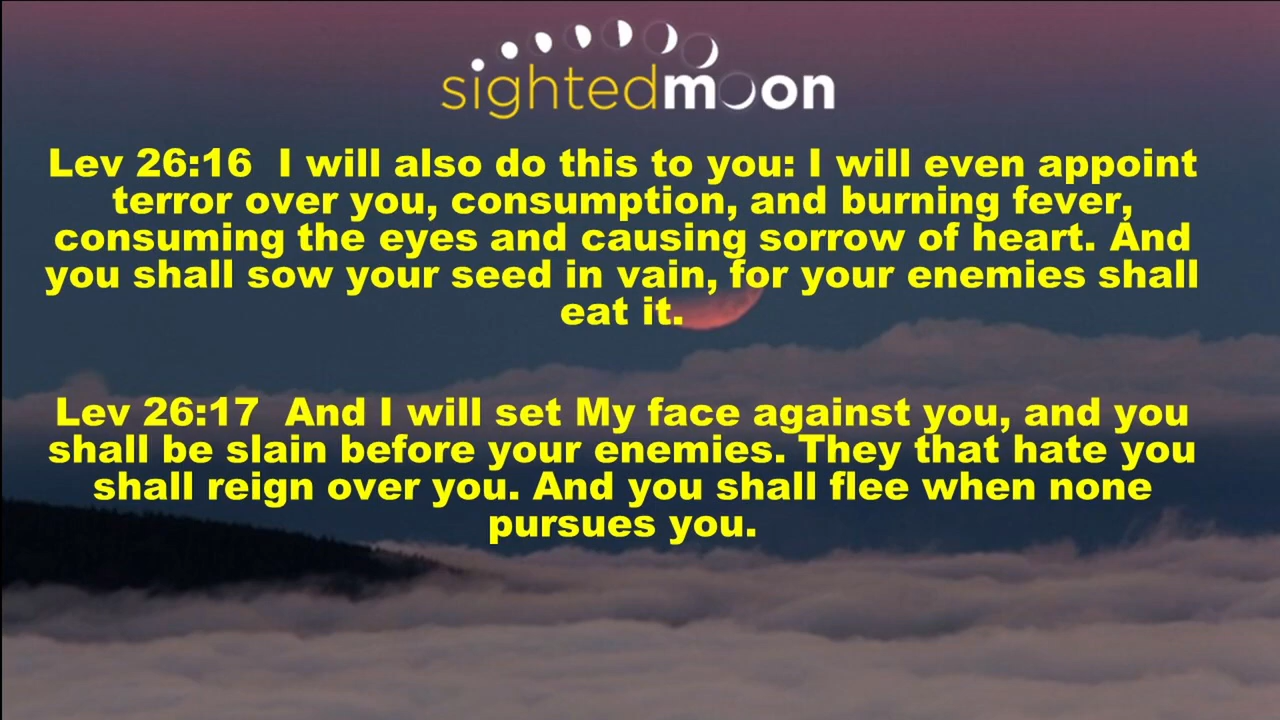 sightedmoon
Lev 26:16  I will also do this to you: I will even appoint
terror over you, consumption, and burning fever,
consuming the eyes and causing sorrow of heart. And
you shall sow your seed in vain, for your enemies shall
eat it.
Lev 26:17  And I will set My face against you, and you
shall be slain before your enemies. They that hate you
shall reign over you. And you shall flee when none
pursues you.